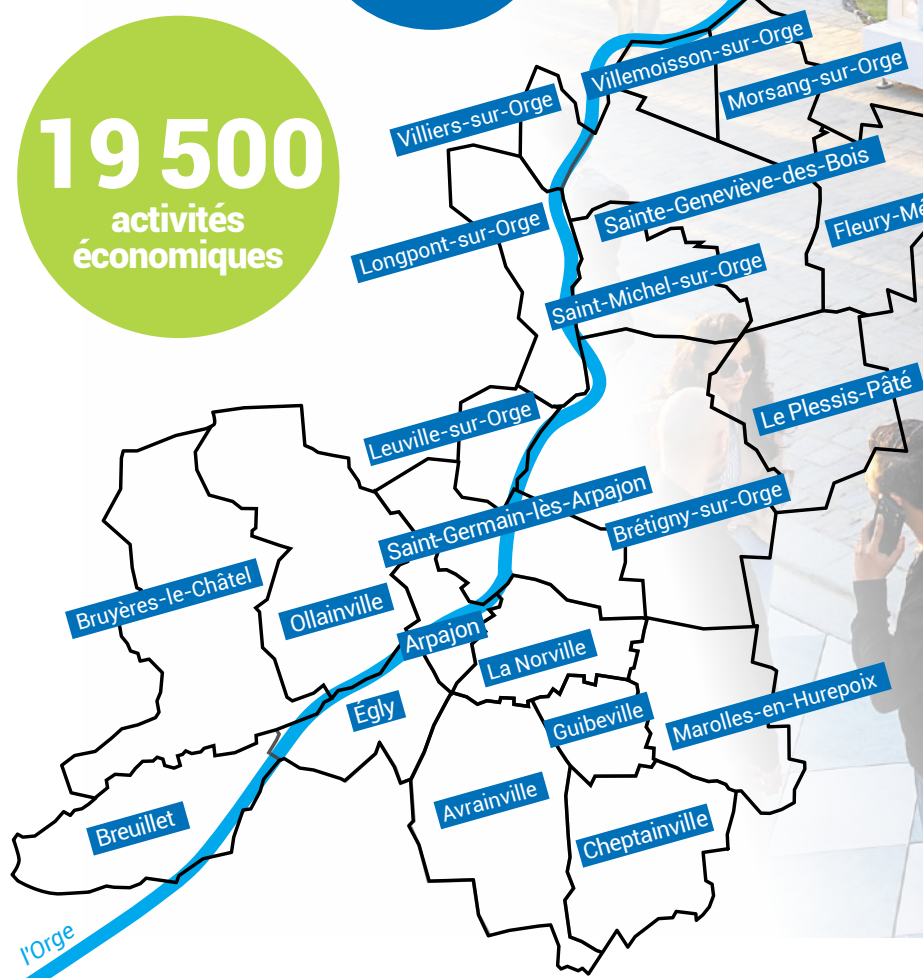 19 500
activités
économiques
Villemoisson-sur-Orge
Morsang-sur-Orge
Villiers-sur-Orge
Sainte-Geneviève-des-Bois
Longpont-sur-Orge
Saint-Michel-sur-Orge
Le Plessis-Pâté
Leuville-sur-Orge
Saint-Germain-lès-Arpajon
Brétigny-sur-Orge
Bruyères-le-Châtel
Ollainville
Arpajon
La Norville
Égly
Guibeville
Marolles-en-Hurepoix
Avrainville
Breuillet
Cheptainville
l'Orge